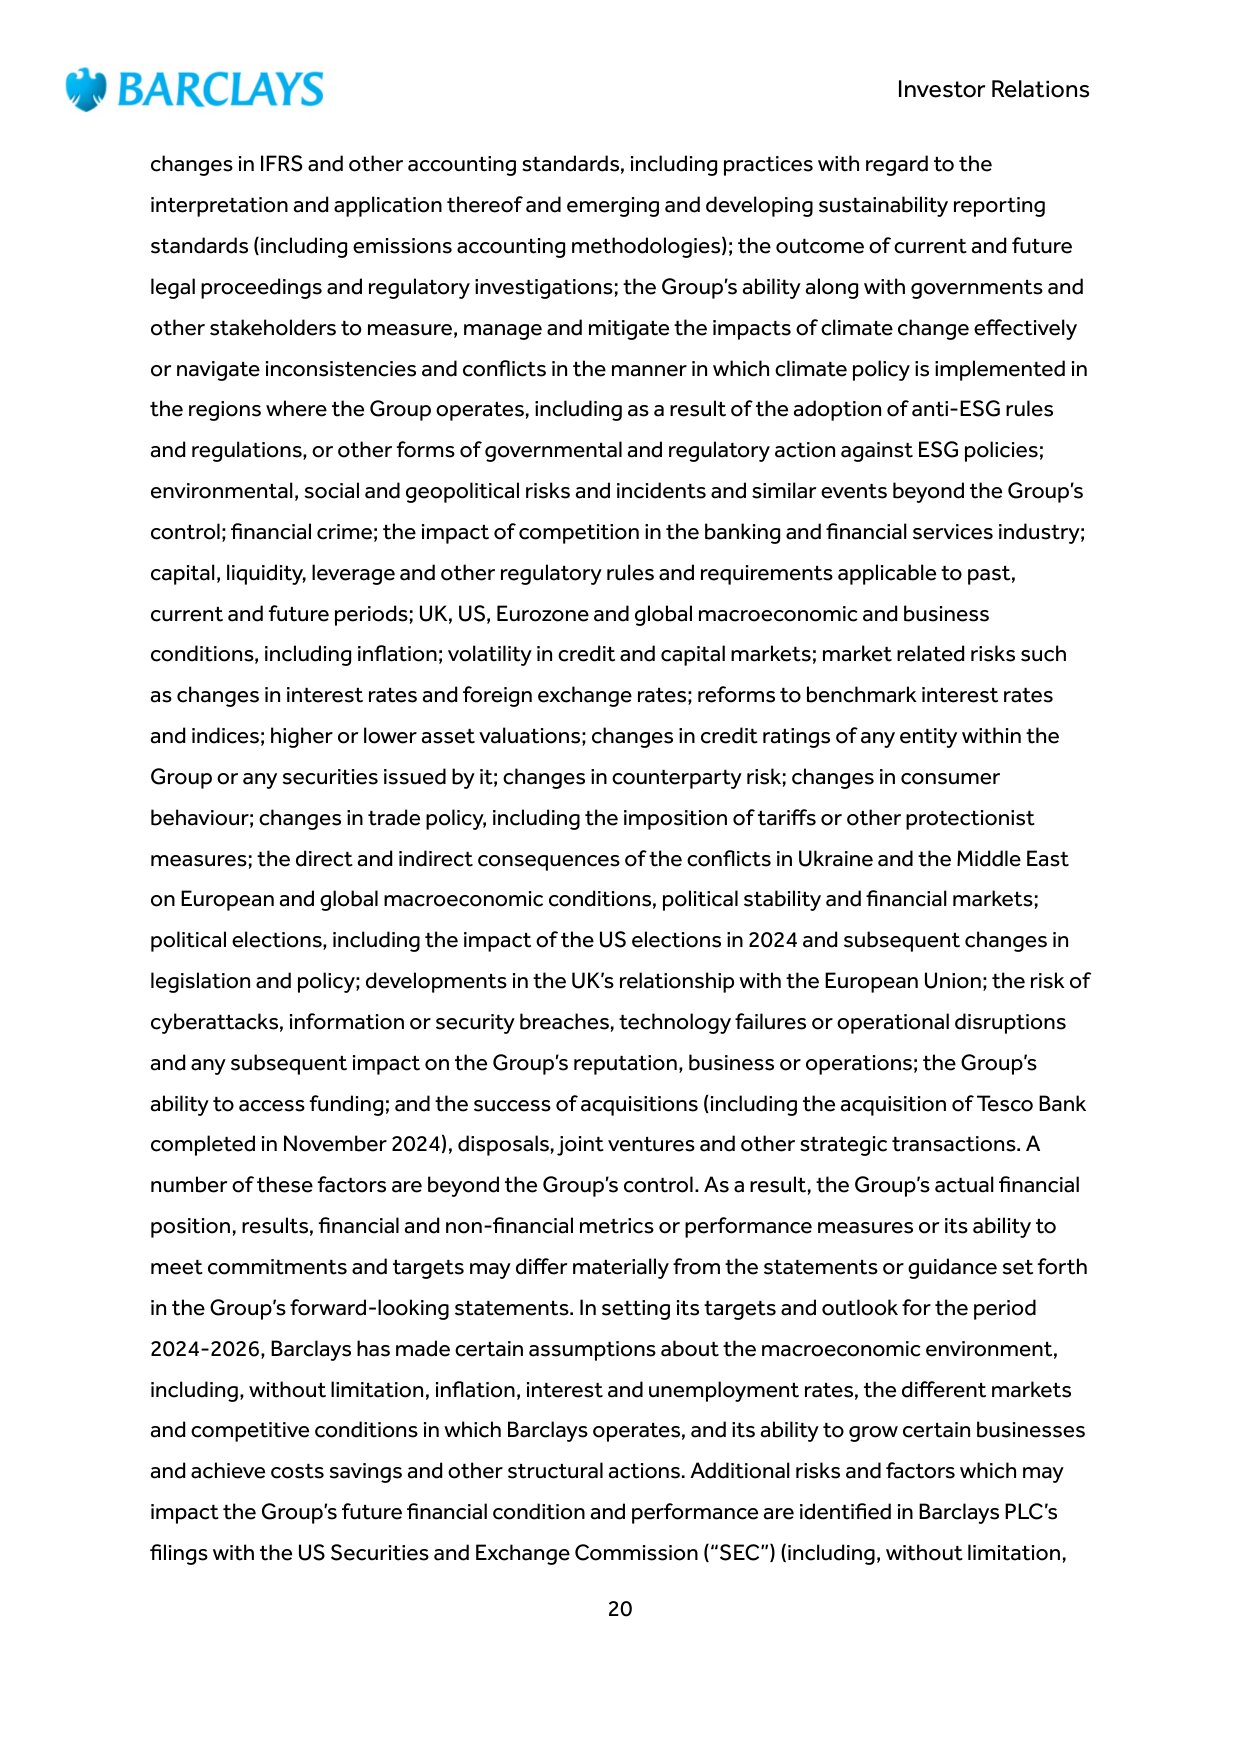 BARCLAYS
Investor Relations
changes in IFRS and other accounting standards, including practices with regard to the
interpretation and application thereof and emerging and developing sustainability reporting
standards (including emissions accounting methodologies); the outcome of current and future
legal proceedings and regulatory investigations; the Group’s ability along with governments and
other stakeholders to measure, manage and mitigate the impacts of climate change effectively
or navigate inconsistencies and conflicts in the manner in which climate policy is implemented in
the regions where the Group operates, including as a result of the adoption of anti-ESG rules
and regulations, or other forms of governmental and regulatory action against ESG policies;
environmental, social and geopolitical risks and incidents and similar events beyond the Group’s
control; financial crime; the impact of competition in the banking and financial services industry;
capital, liquidity, leverage and other regulatory rules and requirements applicable to past,
current and future periods; UK, US, Eurozone and global macroeconomic and business
conditions, including inflation; volatility in credit and capital markets; market related risks such
as changes in interest rates and foreign exchange rates; reforms to benchmark interest rates
and indices; higher or lower asset valuations; changes in credit ratings of any entity within the
Group or any securities issued by it; changes in counterparty risk; changes in consumer
behaviour; changes in trade policy, including the imposition of tariffs or other protectionist
measures; the direct and indirect consequences of the conflicts in Ukraine and the Middle East
on European and global macroeconomic conditions, political stability and financial markets;
political elections, including the impact of the US elections in 2024 and subsequent changes in
legislation and policy; developments in the UK’s relationship with the European Union; the risk of
cyberattacks, information or security breaches, technology failures or operational disruptions
and any subsequent impact on the Group’s reputation, business or operations; the Group’s
ability to access funding; and the success of acquisitions (including the acquisition of Tesco Bank
completed in November 2024), disposals, joint ventures and other strategic transactions. A
number of these factors are beyond the Group’s control. As a result, the Group’s actual financial
position, results, financial and non-financial metrics or performance measures or its ability to
meet commitments and targets may differ materially from the statements or guidance set forth
in the Group’s forward-looking statements. In setting its targets and outlook for the period
2024-2026, Barclays has made certain assumptions about the macroeconomic environment,
including, without limitation, inflation, interest and unemployment rates, the different markets
and competitive conditions in which Barclays operates, and its ability to grow certain businesses
and achieve costs savings and other structural actions. Additional risks and factors which may
impact the Group’s future financial condition and performance are identified in Barclays PLC’s
filings with the US Securities and Exchange Commission (“SEC”) (including, without limitation,
20